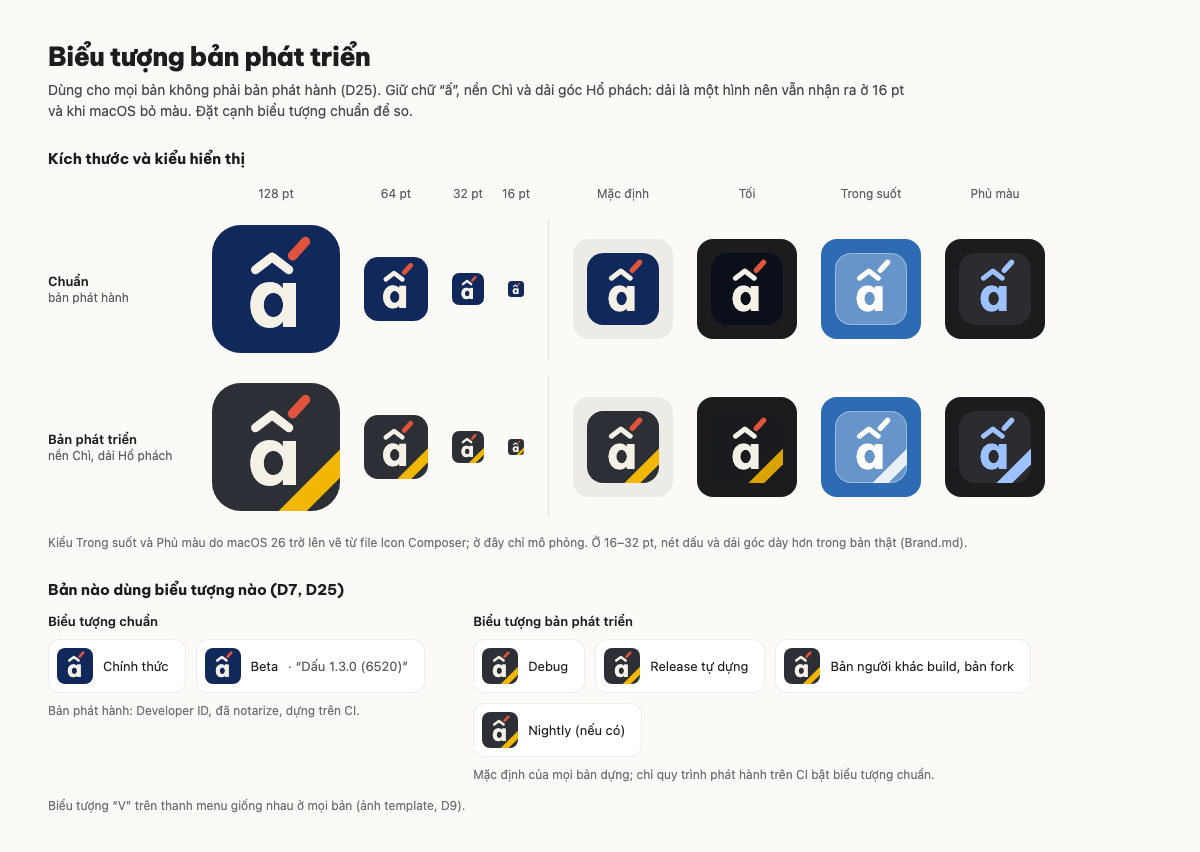 Biểu tượng bản phát triển
Dùng cho mọi bản không phải bản phát hành (D25). Giữ chữ “ấ”, nền Chì và dải góc Hổ phách: dải là một hình nên vẫn nhận ra ở 16 pt
và khi macOS bỏ màu. Đặt cạnh biểu tượng chuẩn để so.
Kích thước và kiểu hiển thị
128 pt 64 pt 32 pt 16 pt Mặc định Tối Trong suốt Phủ màu
ấ ấ ấ ấ ấ ấ ấ ấ
Chuẩn
bản phát hành
ấ ấ ấ ấ ấ ấ ấ ấ
Bản phát triển
nền Chì, dải Hổ phách
Kiểu Trong suốt và Phủ màu do macOS 26 trở lên vẽ từ file Icon Composer; ở đây chỉ mô phỏng. Ở 16–32 pt, nét dấu và dải góc dày hơn trong bản thật (Brand.md).
Bản nào dùng biểu tượng nào (D7, D25)
Biểu tượng chuẩn
ấ Chính thức ấ Beta · “Dấu 1.3.0 (6520)”
Bản phát hành: Developer ID, đã notarize, dựng trên CI.
Biểu tượng bản phát triển
ấ Debug ấ Release tự dựng ấ Bản người khác build, bản fork
ấ Nightly (nếu có)
Mặc định của mọi bản dựng; chỉ quy trình phát hành trên CI bật biểu tượng chuẩn.
Biểu tượng “V” trên thanh menu giống nhau ở mọi bản (ảnh template, D9).